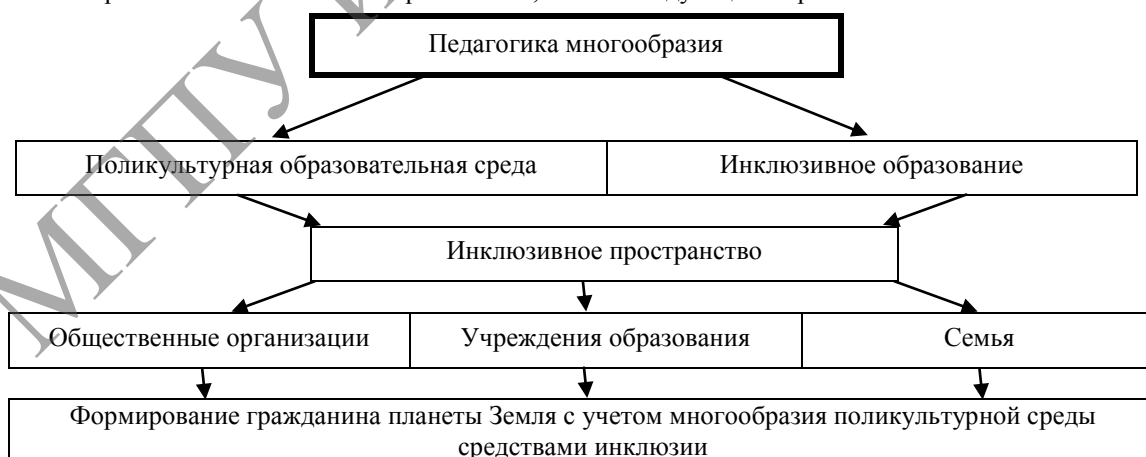 Педагогика многообразия
Поликультурная образовательная среда
Инклюзивное образование
Инклюзивное пространство
Общественные организации
Учреждения образования
Семья
Формирование гражданина планеты Земля с учетом многообразия поликультурной среды
средствами инклюзии
МГПУ